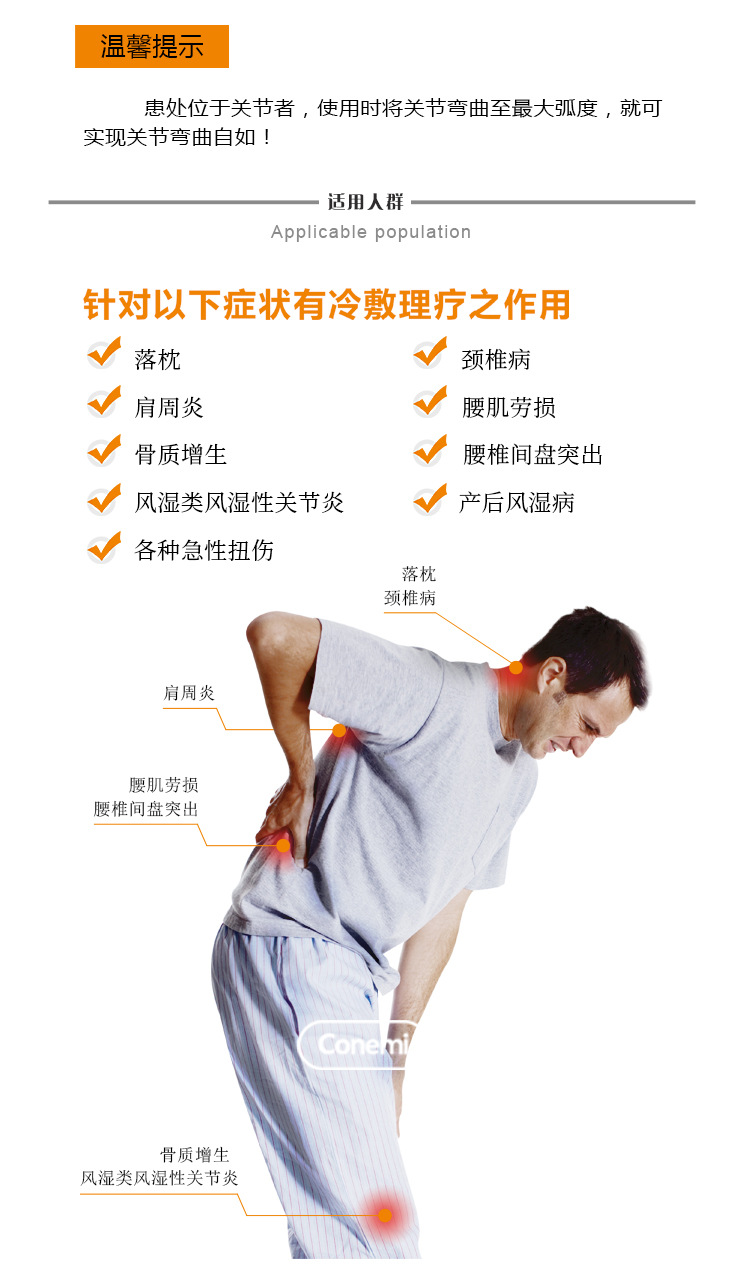 温馨提示
患处位于关节者，使用时将关节弯曲至最大弧度，就可
实现关节弯曲自如！
适用人群
Applicable population
针对以下症状有冷敷理疗之作用
落枕
颈椎病
肩周炎
腰肌劳损
骨质增生
腰椎间盘突出
风湿类风湿性关节炎
产后风湿病
各种急性扭伤
落枕
颈椎病
肩周炎
腰肌劳损
腰椎间盘突出
Conemi
骨质增生
风湿类风湿性关节炎